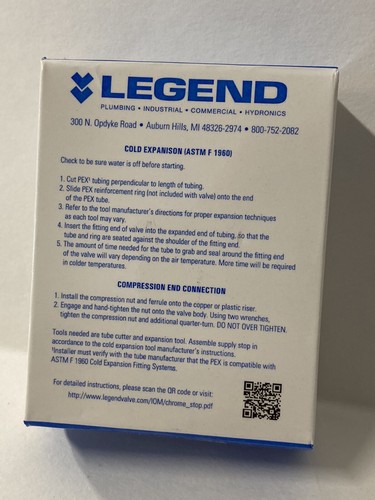 LEGEND
PLUMBING • INDUSTRIAL • COMMERCIAL • HYDRONICS
300 N. Opdyke Road • Auburn Hills, MI 48326-2974 • 800-752-2082
COLD EXPANISON (ASTM F 1960)
Check to be sure water is off before starting.
1. Cut PEX¹ tubing perpendicular to length of tubing.
2. Slide PEX reinforcement ring (not included with valve) onto the end
of the PEX tube.
3. Refer to the tool manufacturer's directions for proper expansion techniques
as each tool may vary.
4. Insert the fitting end of valve into the expanded end of tubing, so that the
tube and ring are seated against the shoulder of the fitting end.
5. The amount of time needed for the tube to grab and seal around the fitting end
of the valve will vary depending on the air temperature. More time will be required
in colder temperatures.
COMPRESSION END CONNECTION
1. Install the compression nut and ferrule onto the copper or plastic riser.
2. Engage and hand-tighten the nut onto the valve body. Using two wrenches,
tighten the compression nut and additional quarter-turn. DO NOT OVER TIGHTEN.
Tools needed are tube cutter and expansion tool. Assemble supply stop in
accordance to the cold expansion tool manufacturer's instructions.
¹Installer must verify with the tube manufacturer that the PEX is compatible with
ASTM F 1960 Cold Expansion Fitting Systems.
For detailed instructions, please scan the QR code or visit:
http://www.legendvalve.com/IOM/chrome_stop.pdf